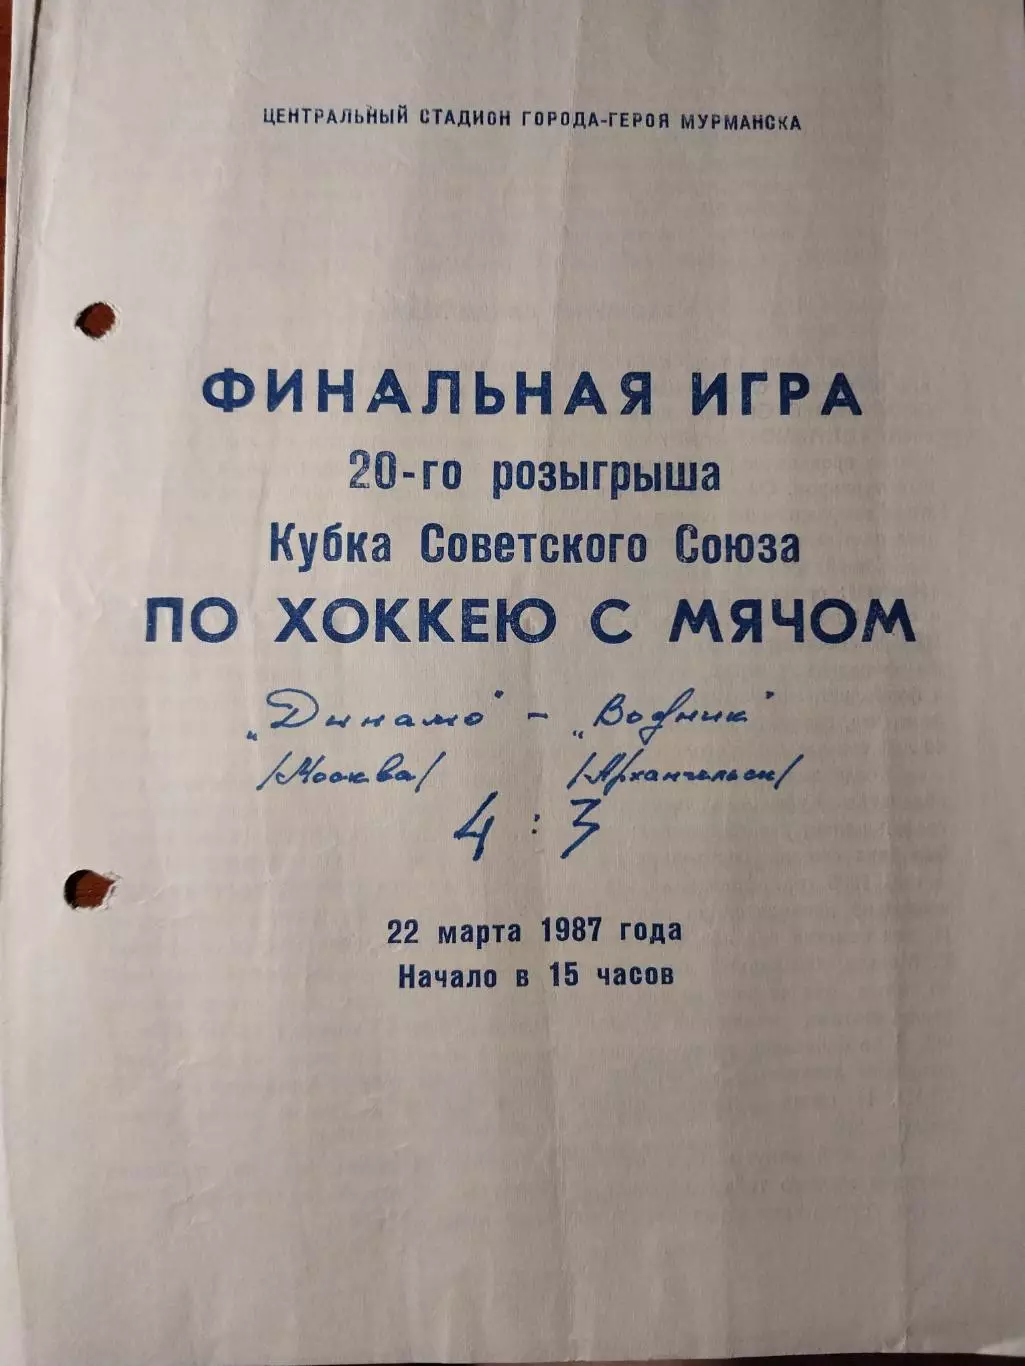 ЦЕНТРАЛЬНЫЙ СТАДИОН ГОРОДА-ГЕРОЯ МУРМАНСКА
ФИНАЛЬНАЯ ИГРА
20-го розыгрыша
Кубка Советского Союза
ПО ХОККЕЮ С МЯЧОМ
„Динамо" – „Водник"
/Москва/ /Архангельск/
4 : 3
22 марта 1987 года
Начало в 15 часов